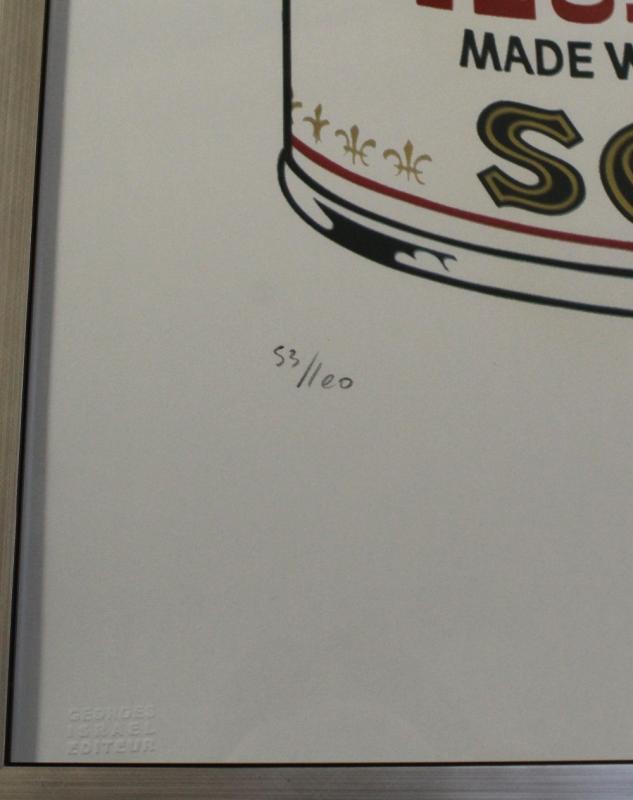 MADE W
SO
53/100
GEORGES
ISRAEL
EDITEUR